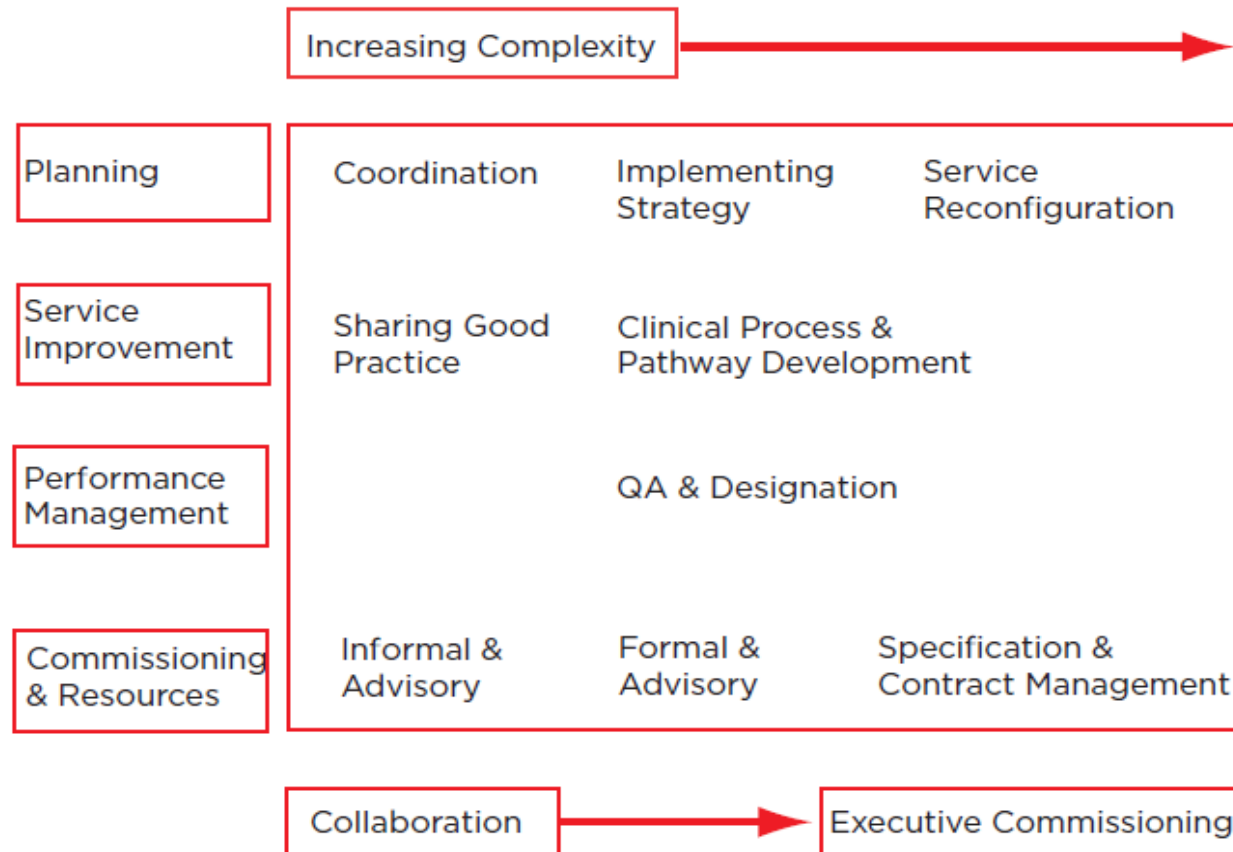 Increasing Complexity
Planning
Coordination
Implementing
Strategy
Service
Reconfiguration
Service
Improvement
Sharing Good
Practice
Clinical Process &
Pathway Development
Performance
Management
QA & Designation
Commissioning
& Resources
Informal &
Advisory
Formal &
Advisory
Specification &
Contract Management
Collaboration
Executive Commissioning